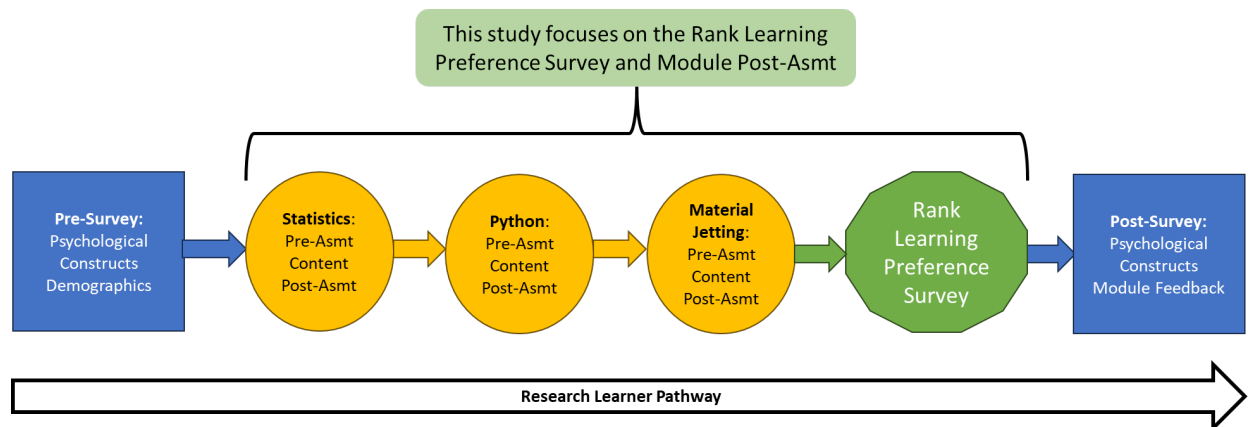 This study focuses on the Rank Learning
Preference Survey and Module Post-Asmt
Pre-Survey:
Psychological
Constructs
Demographics
Statistics:
Pre-Asmt
Content
Post-Asmt
Python:
Pre-Asmt
Content
Post-Asmt
Material
Jetting:
Pre-Asmt
Content
Post-Asmt
Rank
Learning
Preference
Survey
Post-Survey:
Psychological
Constructs
Module Feedback
Research Learner Pathway